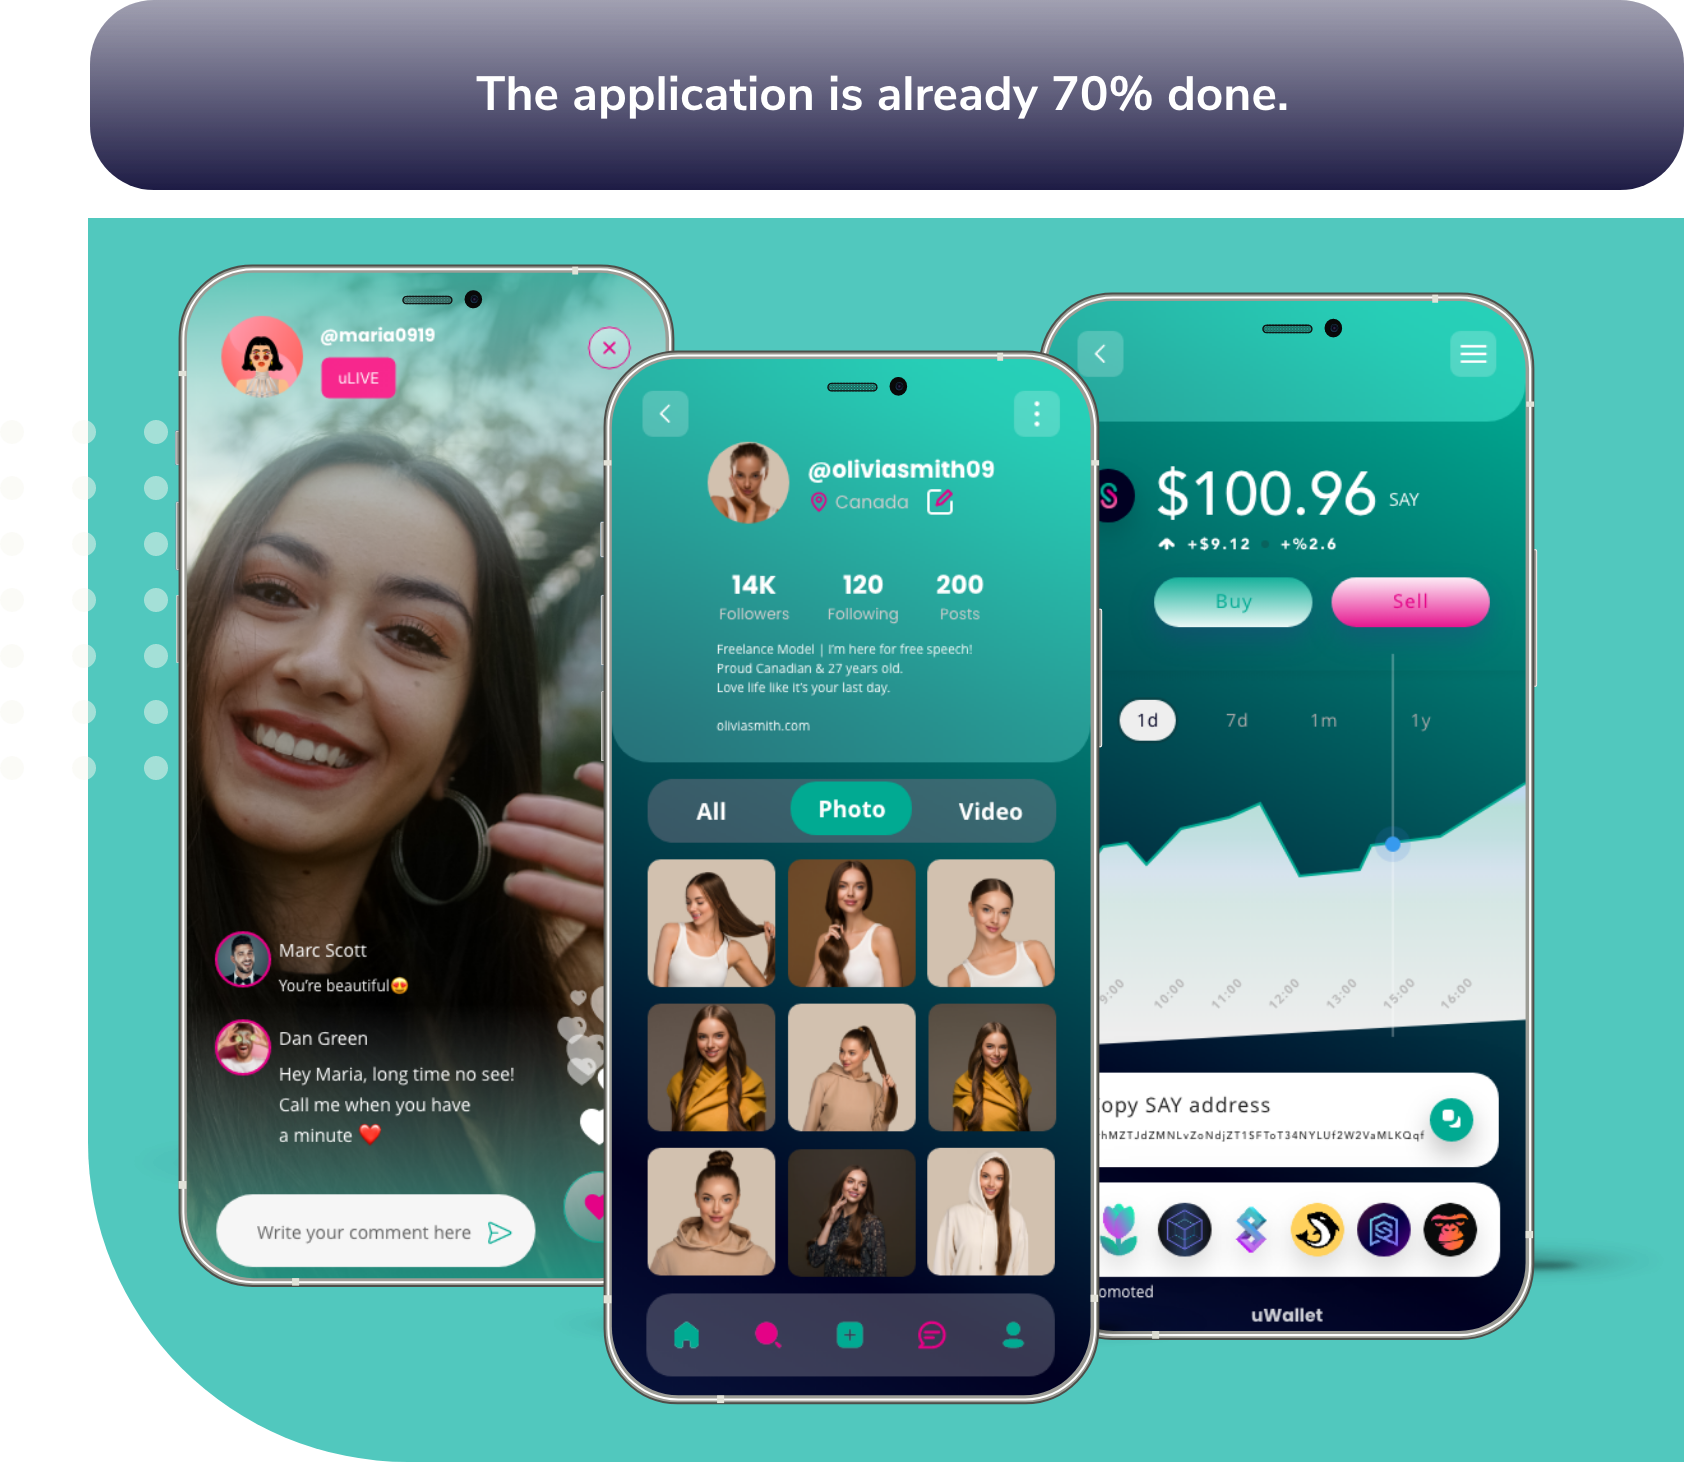 The application is already 70% done.
@maria0919
uLIVE
Marc Scott
You're beautiful😍
Dan Green
Hey Maria, long time no see!
Call me when you have
a minute ❤️
Write your comment here
@oliviasmith09
Canada
14K 120 200
Followers Following Posts
Freelance Model | I'm here for free speech!
Proud Canadian & 27 years old.
Love life like it's your last day.
oliviasmith.com
All Photo Video
$100.96 SAY
+$9.12 +%2.6
Buy Sell
1d 7d 1m 1y
9:00 10:00 11:00 12:00 13:00 15:00 16:00
opy SAY address
hMZTJdZMNLvZoNdjZT1SFToT34NYLUf2W2VaMLKQqf
omoted
uWallet